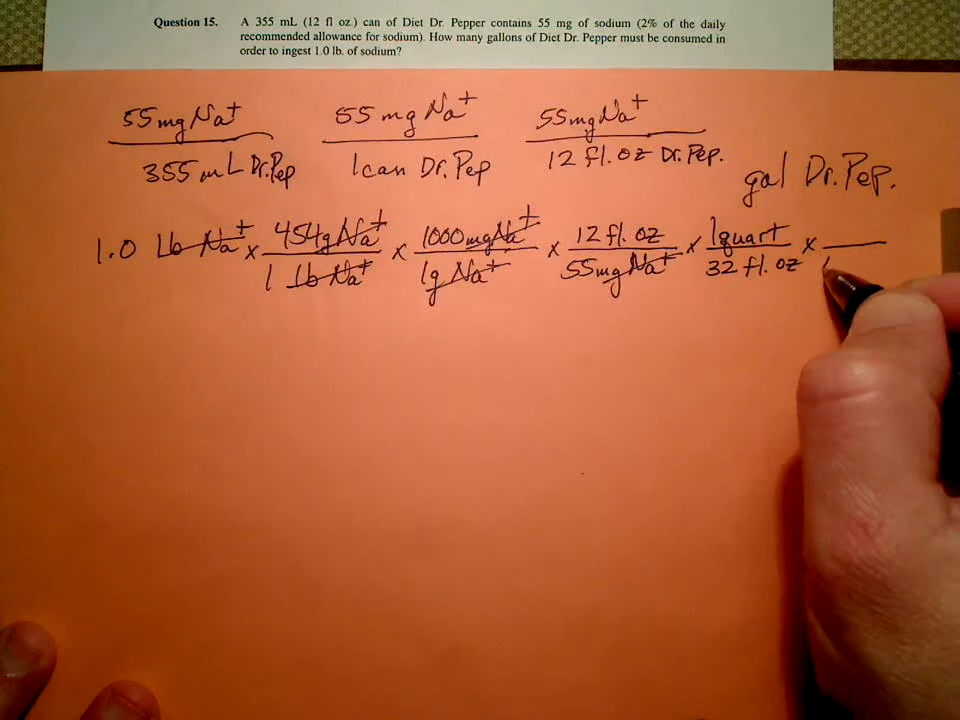 Question 15. A 355 mL (12 fl oz.) can of Diet Dr. Pepper contains 55 mg of sodium (2% of the daily
recommended allowance for sodium). How many gallons of Diet Dr. Pepper must be consumed in
order to ingest 1.0 lb. of sodium?
55 mg Na+ 55 mg Na+ 55 mg Na+
355 mL Dr. Pep 1 can Dr. Pep 12 fl. oz Dr. Pep.
gal Dr. Pep.
1.0 lb Na+ x 454 g Na+ x 1000 mg Na+ x 12 fl. oz x 1 quart x
1 lb Na+ 1 g Na+ 55 mg Na+ 32 fl. oz